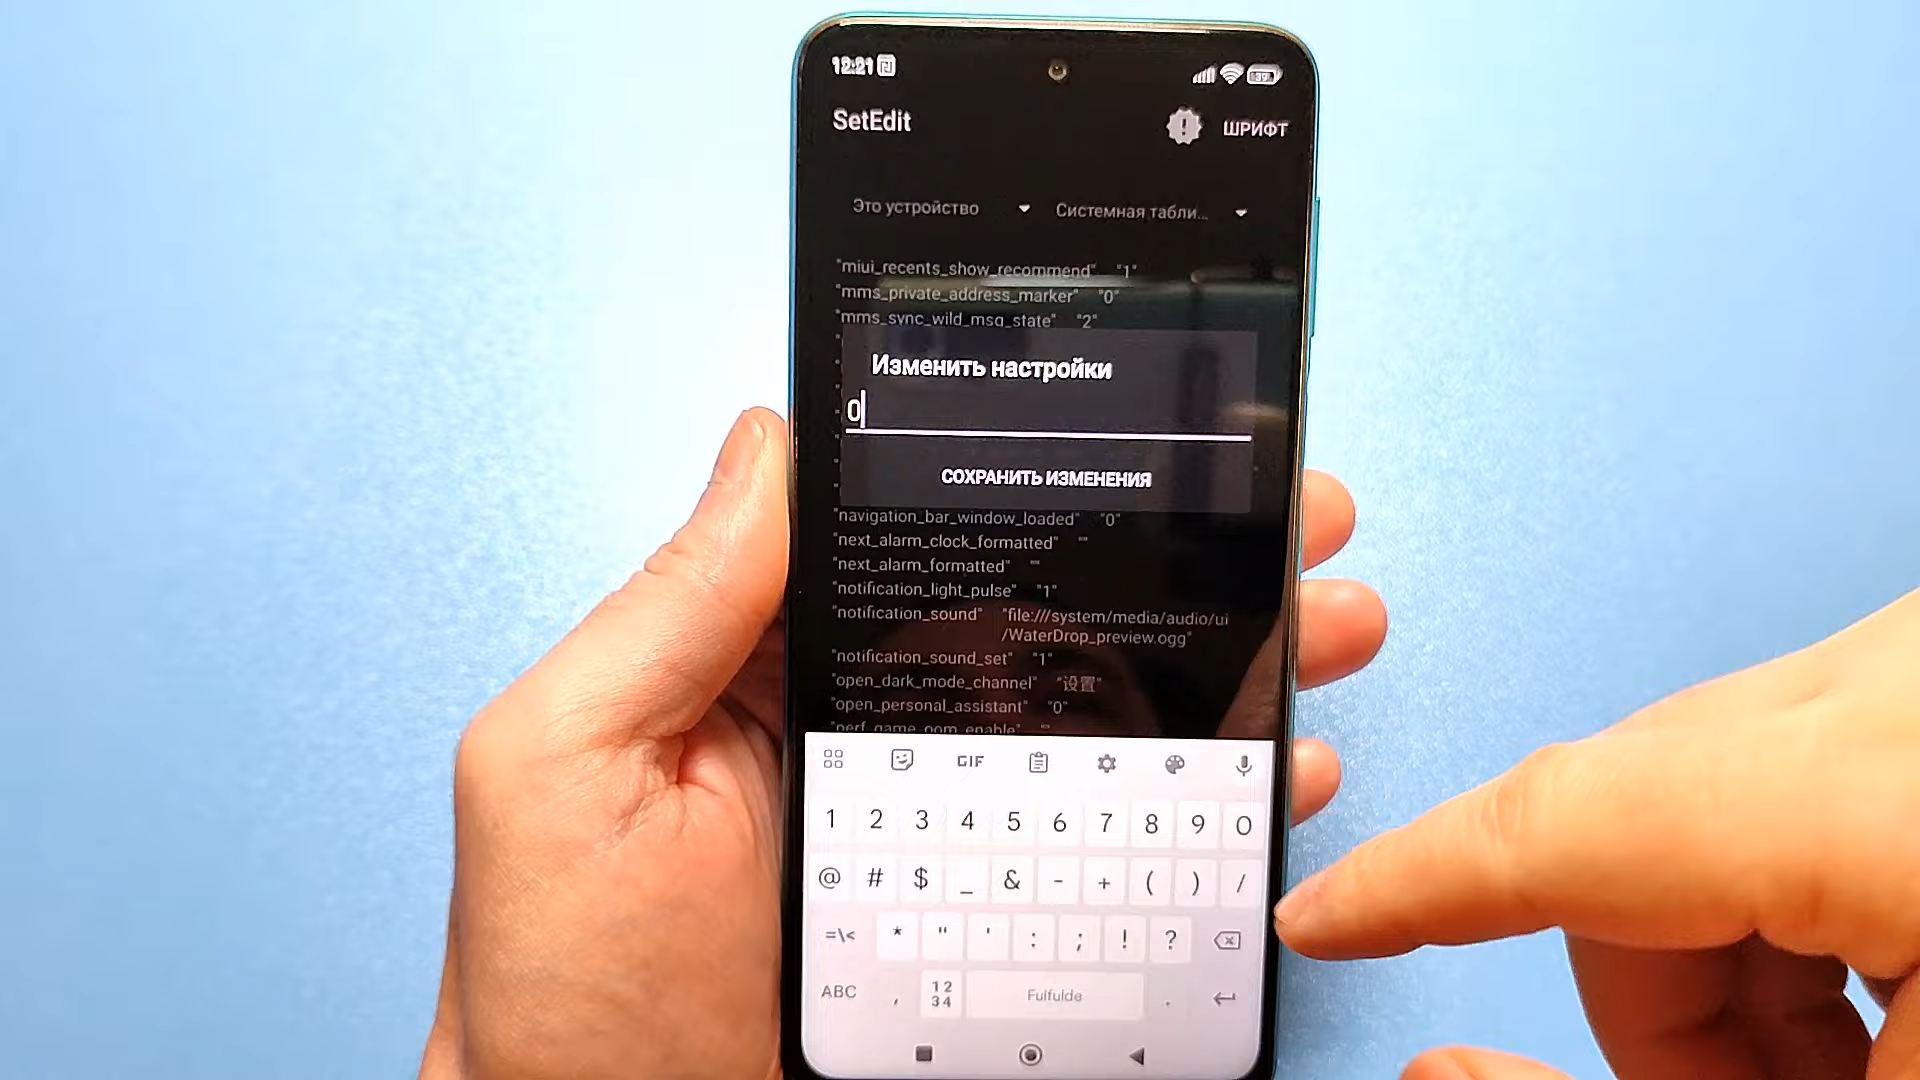 12:21
39
SetEdit
ШРИФТ
Это устройство
Системная табли...
"miui_recents_show_recommend" "1"
"mms_private_address_marker" "0"
"mms_sync_wild_msg_state" "2"
Изменить настройки
0
СОХРАНИТЬ ИЗМЕНЕНИЯ
"navigation_bar_window_loaded" "0"
"next_alarm_clock_formatted" ""
"next_alarm_formatted" ""
"notification_light_pulse" "1"
"notification_sound" "file:///system/media/audio/ui
/WaterDrop_preview.ogg"
"notification_sound_set" "1"
"open_dark_mode_channel" "设置"
"open_personal_assistant" "0"
"perf_game_oom_enable" ""
GIF
1 2 3 4 5 6 7 8 9 0
@ # $ _ & - + ( ) /
=\< * " ' : ; ! ?
ABC , 12
34 Fulfulde .